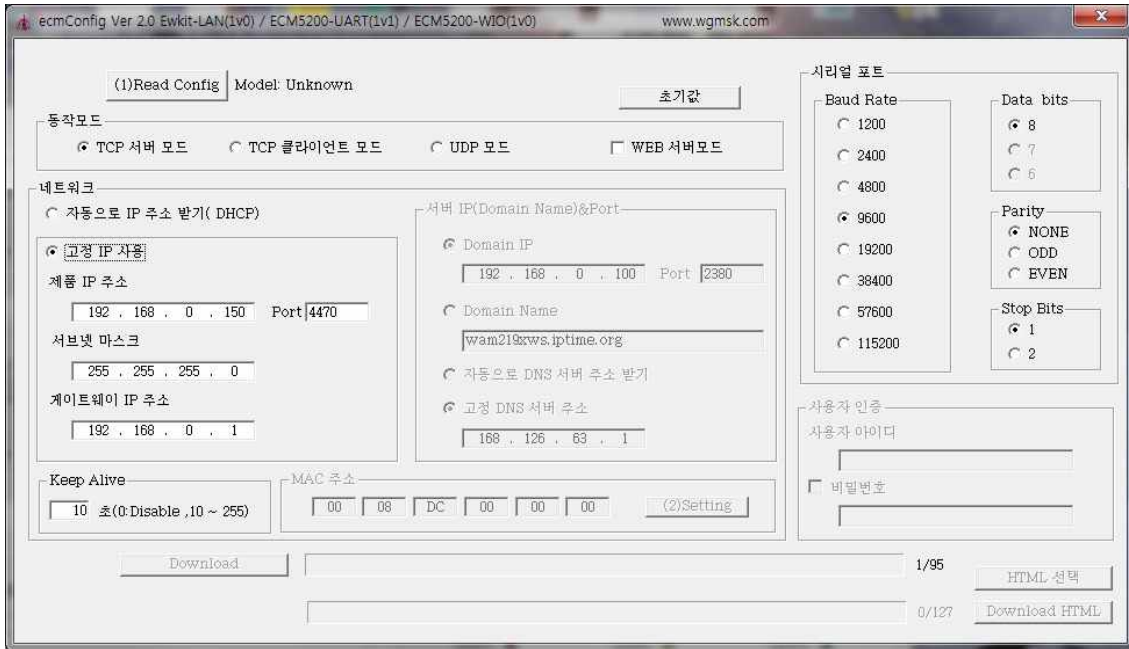 ecmConfig Ver 2.0 Ewkit-LAN(1v0) / ECM5200-UART(1v1) / ECM5200-WIO(1v0) www.wgmsk.com
(1)Read Config Model: Unknown
초기값
동작모드
TCP 서버 모드 TCP 클라이언트 모드 UDP 모드 WEB 서버모드
네트워크
자동으로 IP 주소 받기( DHCP)
고정 IP 사용
제품 IP 주소
192 . 168 . 0 . 150 Port 4470
서브넷 마스크
255 . 255 . 255 . 0
게이트웨이 IP 주소
192 . 168 . 0 . 1
서버 IP(Domain Name)&Port
Domain IP
192 . 168 . 0 . 100 Port 2380
Domain Name
wam219xws.iptime.org
자동으로 DNS 서버 주소 받기
고정 DNS 서버 주소
168 . 126 . 63 . 1
Keep Alive
10 초(0:Disable ,10 ~ 255)
MAC 주소
00 08 DC 00 00 00 (2)Setting
시리얼 포트
Baud Rate
1200
2400
4800
9600
19200
38400
57600
115200
Data bits
8
7
6
Parity
NONE
ODD
EVEN
Stop Bits
1
2
사용자 인증
사용자 아이디
비밀번호
Download 1/95
HTML 선택
0/127 Download HTML